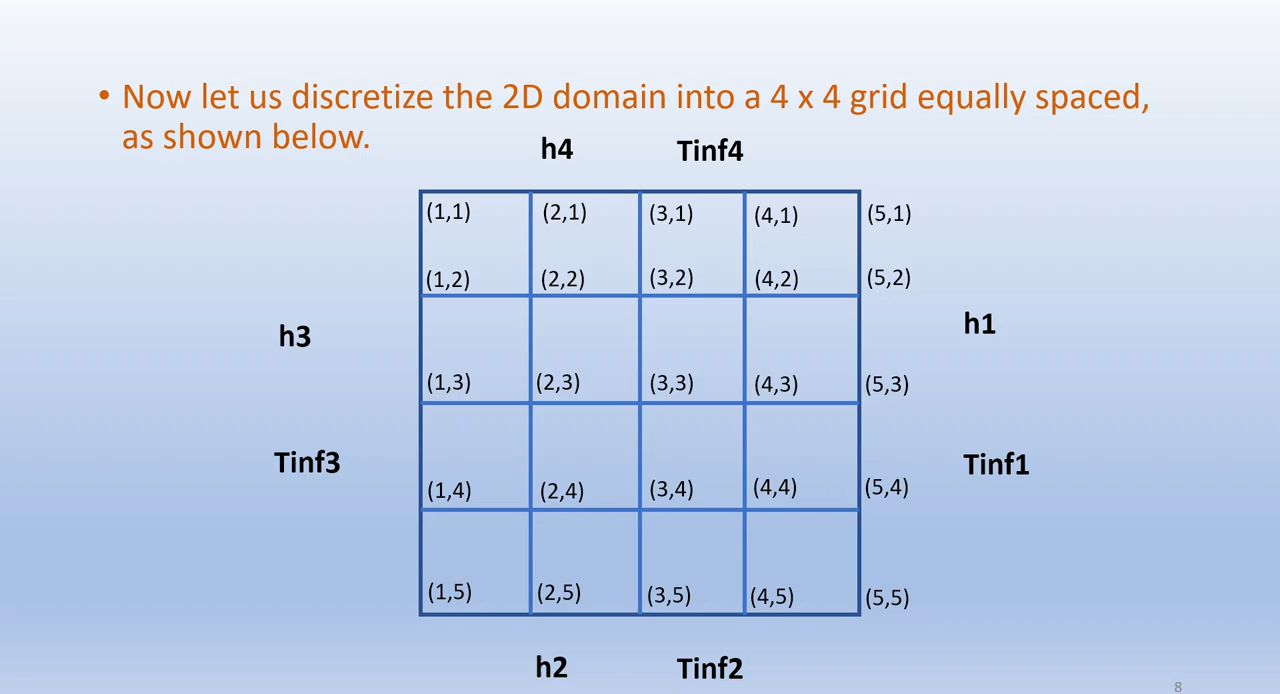 • Now let us discretize the 2D domain into a 4 x 4 grid equally spaced,
as shown below.
h4 Tinf4
(1,1) (2,1) (3,1) (4,1) (5,1)
(1,2) (2,2) (3,2) (4,2) (5,2)
h3 h1
(1,3) (2,3) (3,3) (4,3) (5,3)
Tinf3 Tinf1
(1,4) (2,4) (3,4) (4,4) (5,4)
(1,5) (2,5) (3,5) (4,5) (5,5)
h2 Tinf2
8